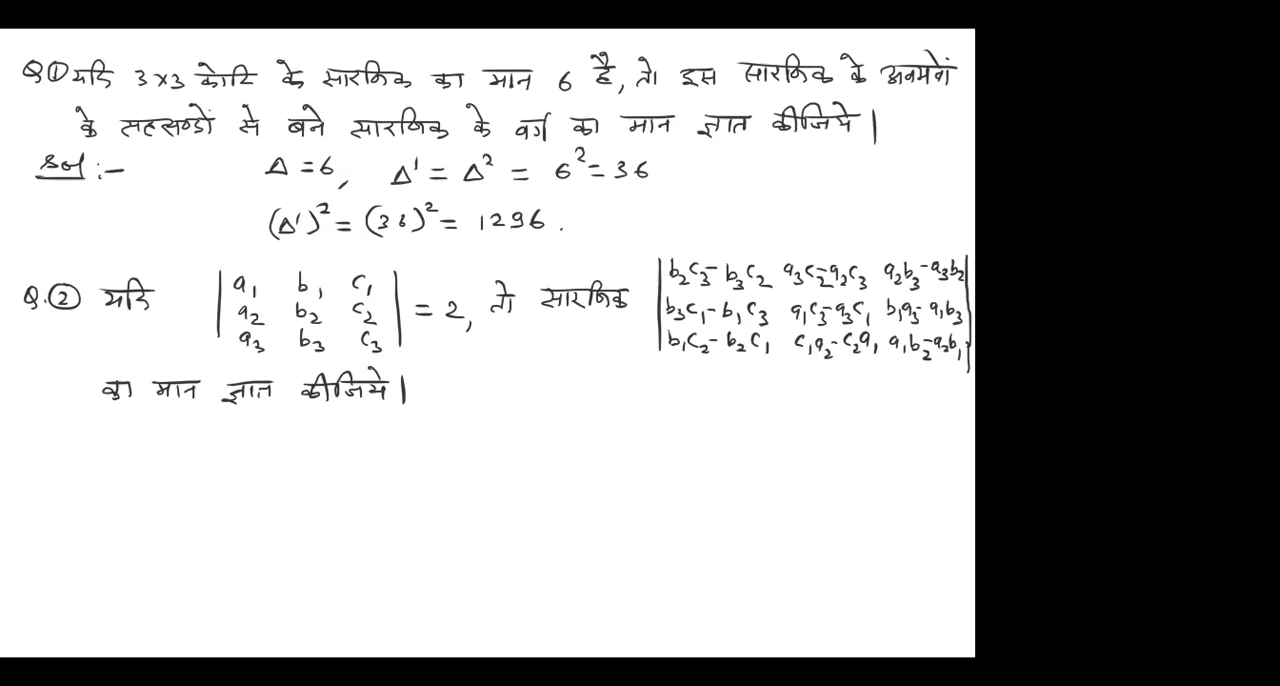 Q①यदि 3×3 कोटि के सारणिक का मान 6 है, तो इस सारणिक के अवयवों
के सहखण्डों से बने सारणिक के वर्ग का मान ज्ञात कीजिये।
Sol :- Δ = 6, Δ' = Δ² = 6² = 36
(Δ')² = (36)² = 1296.
Q.② यदि | a₁ b₁ c₁ | = 2, तो सारणिक | b₂c₃-b₃c₂ a₃c₂-a₂c₃ a₂b₃-a₃b₂ |
| a₂ b₂ c₂ | | b₃c₁-b₁c₃ a₁c₃-a₃c₁ b₁a₃-a₁b₃ |
| a₃ b₃ c₃ | | b₁c₂-b₂c₁ c₁a₂-c₂a₁ a₁b₂-a₂b₁ |
का मान ज्ञात कीजिये।